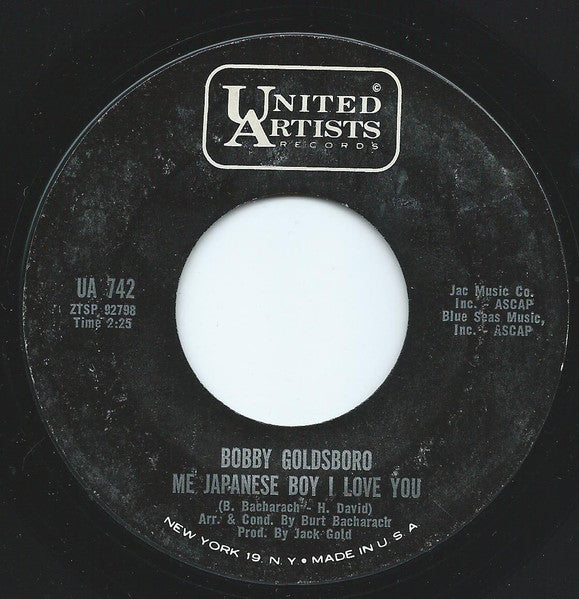 ©
UNITED
ARTISTS
RECORDS
UA 742
ZTSP 92798
Time 2:25
Jac Music Co.
Inc. - ASCAP
Blue Seas Music,
Inc. - ASCAP
BOBBY GOLDSBORO
ME JAPANESE BOY I LOVE YOU
(B. Bacharach - H. David)
Arr. & Cond. By Burt Bacharach
Prod. By Jack Gold
NEW YORK 19, N.Y. • MADE IN U.S.A